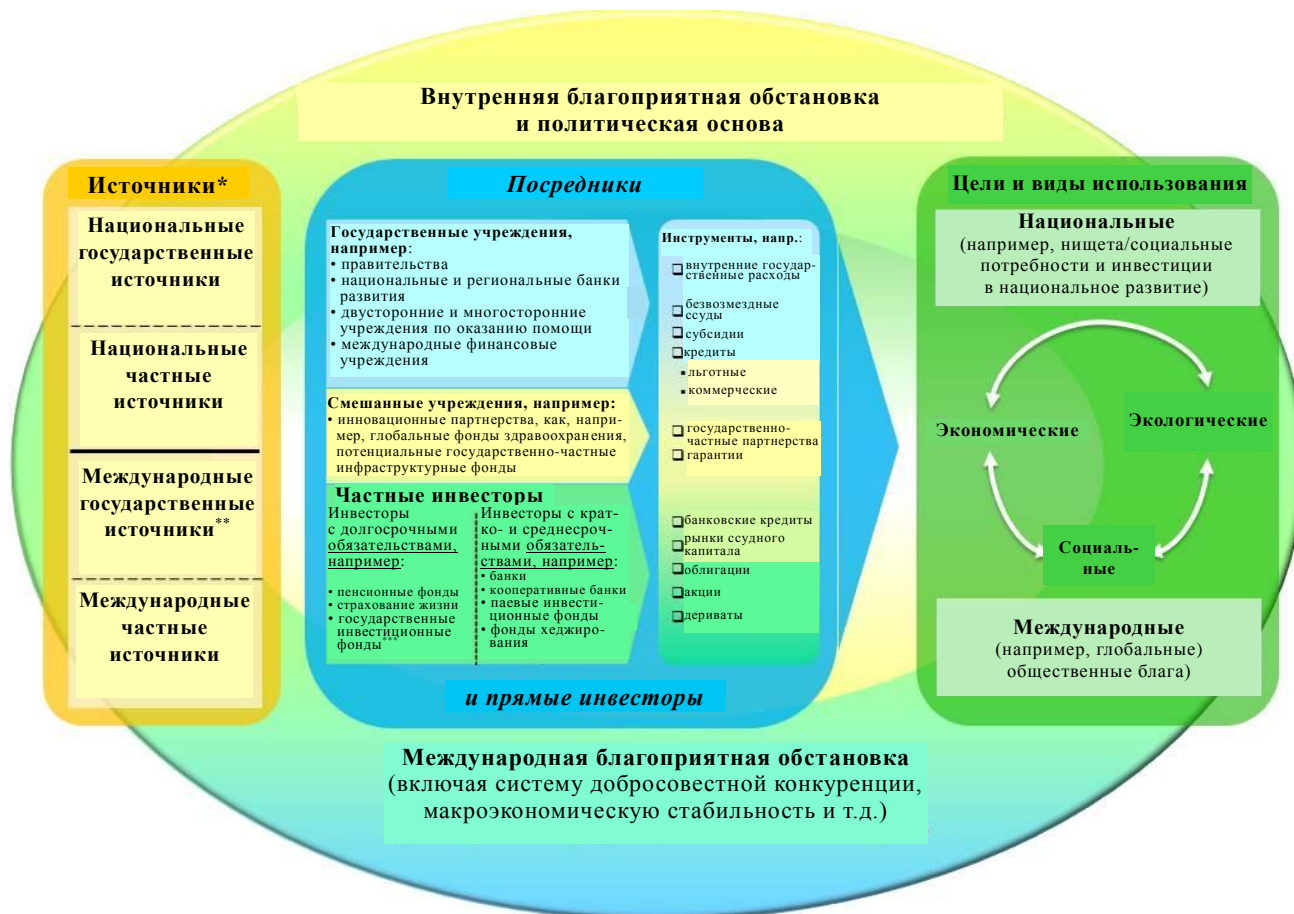 Внутренняя благоприятная обстановка
и политическая основа
Источники*
Национальные
государственные
источники
Национальные
частные
источники
Международные
государственные
источники**
Международные
частные
источники
Посредники
Государственные учреждения,
например:
• правительства
• национальные и региональные банки
развития
• двусторонние и многосторонние
учреждения по оказанию помощи
• международные финансовые
учреждения
Смешанные учреждения, например:
• инновационные партнерства, как, напри-
мер, глобальные фонды здравоохранения,
потенциальные государственно-частные
инфраструктурные фонды
Частные инвесторы
Инвесторы
с долгосрочными
обязательствами,
например:
• пенсионные фонды
• страхование жизни
• государственные
инвестиционные
фонды***
Инвесторы с крат-
ко- и среднесроч-
ными обязатель-
ствами, например:
• банки
• кооперативные банки
• паевые инвести-
ционные фонды
• фонды хеджиро-
вания
Инструменты, напр.:
❑ внутренние государ-
ственные расходы
❑ безвозмездные
ссуды
❑ субсидии
❑ кредиты
▪ льготные
▪ коммерческие
❑ государственно-
частные партнерства
❑ гарантии
❑ банковские кредиты
❑ рынки ссудного
капитала
❑ облигации
❑ акции
❑ дериваты
и прямые инвесторы
Цели и виды использования
Национальные
(например, нищета/социальные
потребности и инвестиции
в национальное развитие)
Экономические
Экологические
Социаль-
ные
Международные
(например, глобальные)
общественные блага)
Международная благоприятная обстановка
(включая систему добросовестной конкуренции,
макроэкономическую стабильность и т.д.)